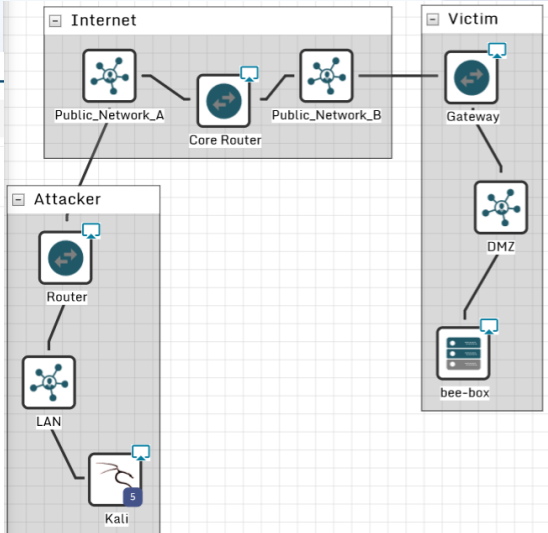 Internet
Victim
Public_Network_A
Core Router
Public_Network_B
Gateway
Attacker
Router
DMZ
LAN
bee-box
5
Kali